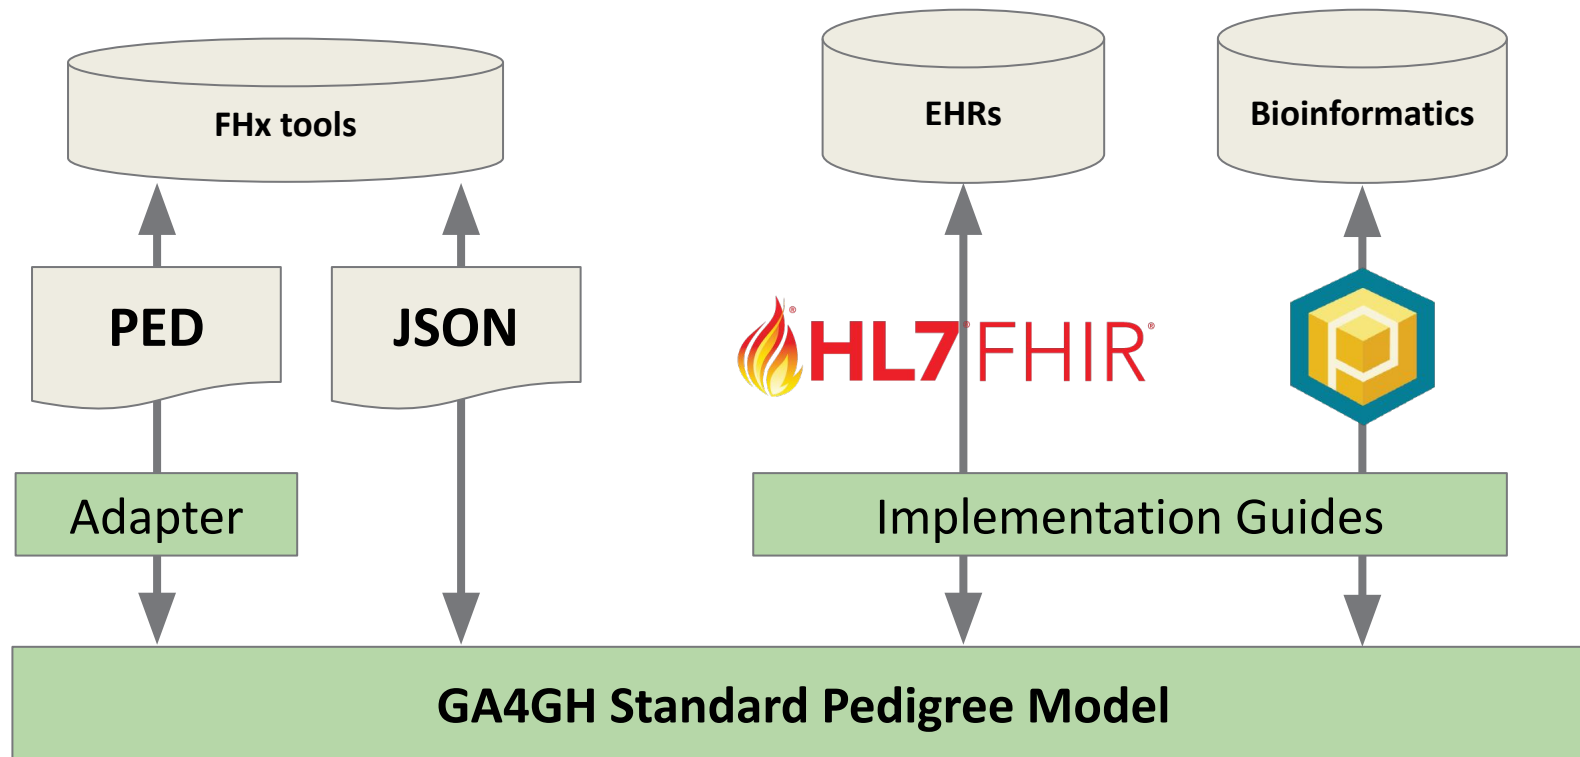 FHx tools
EHRs
Bioinformatics
PED
JSON
HL7® FHIR®
Adapter
Implementation Guides
GA4GH Standard Pedigree Model